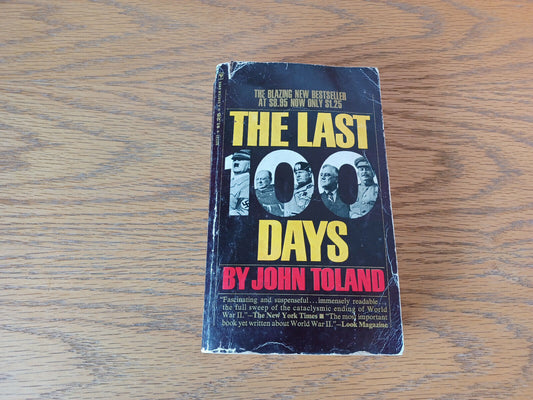 THE BLAZING NEW BESTSELLER
AT $8.95 NOW ONLY $1.25
THE LAST
100
DAYS
BY JOHN TOLAND
"Fascinating and suspenseful...immensely readable...
the full sweep of the cataclysmic ending of World
War II."—The New York Times ■ "The most important
book yet written about World War II."—Look Magazine